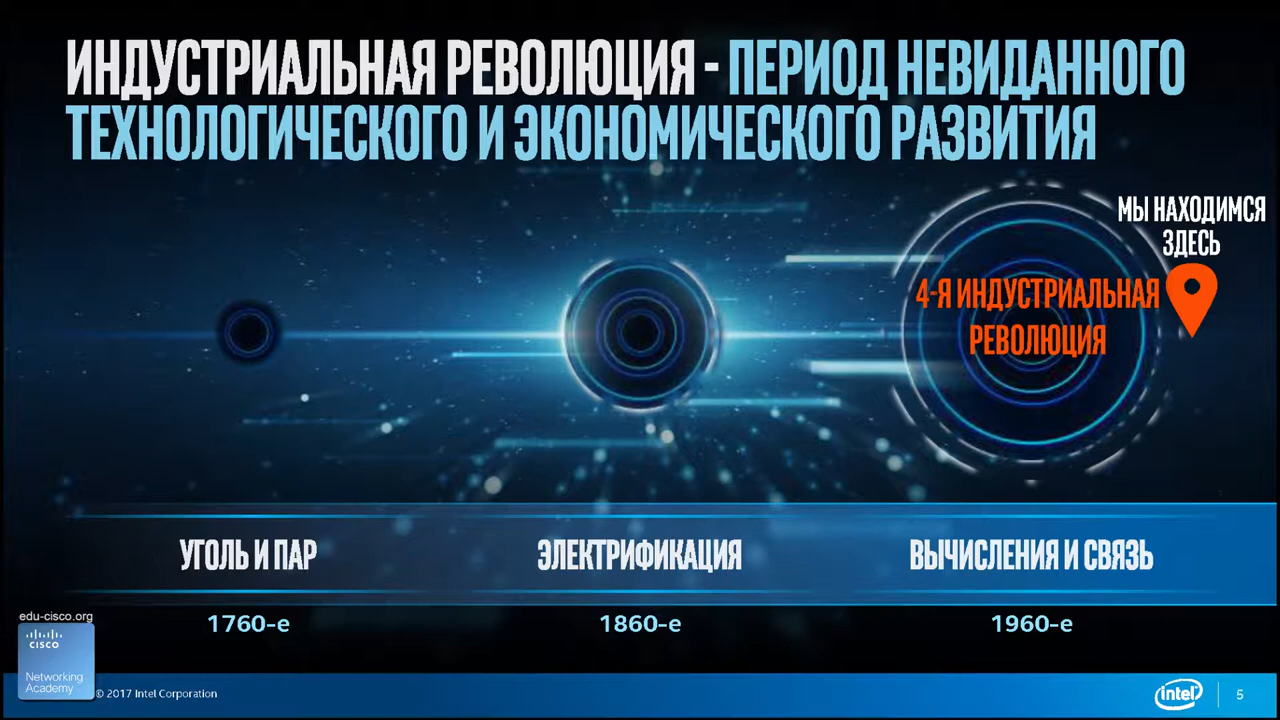 ИНДУСТРИАЛЬНАЯ РЕВОЛЮЦИЯ - ПЕРИОД НЕВИДАННОГО
ТЕХНОЛОГИЧЕСКОГО И ЭКОНОМИЧЕСКОГО РАЗВИТИЯ
МЫ НАХОДИМСЯ
ЗДЕСЬ
4-Я ИНДУСТРИАЛЬНАЯ
РЕВОЛЮЦИЯ
УГОЛЬ И ПАР
ЭЛЕКТРИФИКАЦИЯ
ВЫЧИСЛЕНИЯ И СВЯЗЬ
1760-е
1860-е
1960-е
edu-cisco.org
CISCO
Networking
Academy
© 2017 Intel Corporation
intel
5